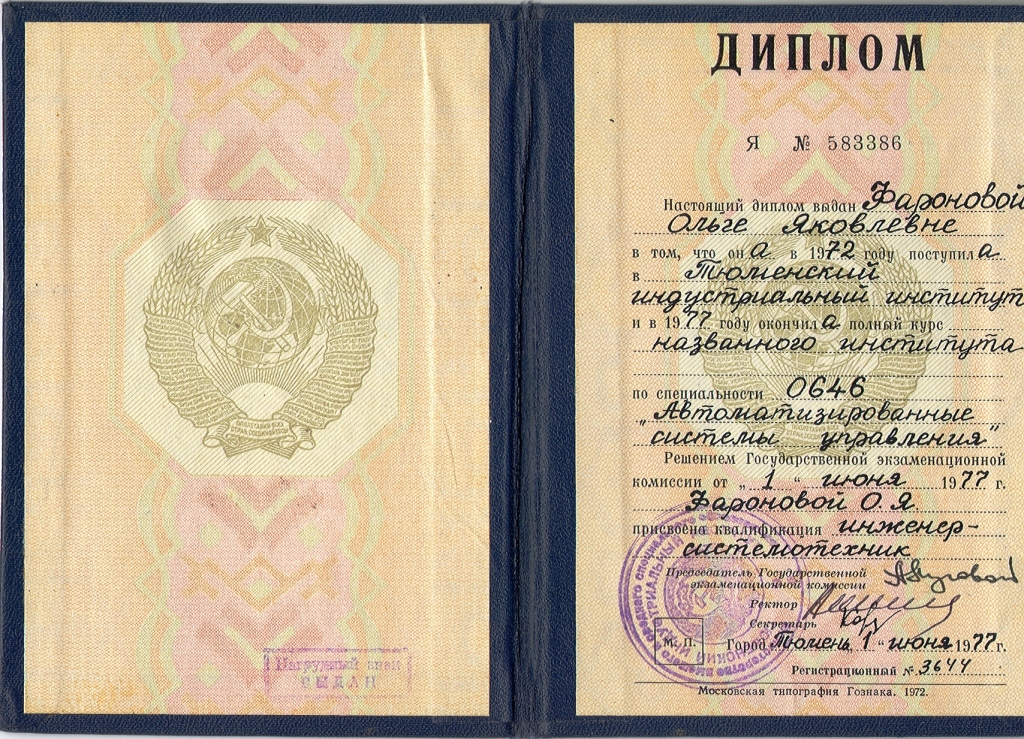 Нагрудный знак
ВЫДАН
ДИПЛОМ
Я № 583386
Настоящий диплом выдан Фароновой
Ольге Яковлевне
в том, что она в 1972 году поступила
в Тюменский
индустриальный институт
и в 1977 году окончила полный курс
названного института
по специальности 0646
„Автоматизированные
системы управления"
Решением Государственной экзаменационной
комиссии от „1" июня 1977 г.
Фароновой О.Я.
присвоена квалификация инженер-
системотехник
Председатель Государственной
экзаменационной комиссии
Ректор
Секретарь
М. П.
Город Тюмень, 1 " июня 1977 г.
Регистрационный № 3644
Московская типография Гознака. 1972.